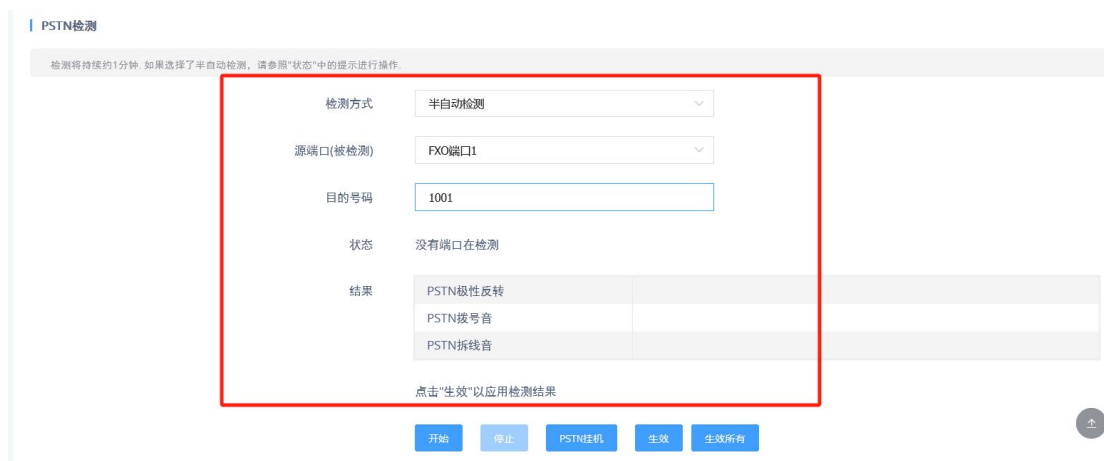 PSTN检测
检测将持续约1分钟. 如果选择了半自动检测，请参照"状态"中的提示进行操作.
检测方式 半自动检测
源端口(被检测) FXO端口1
目的号码 1001
状态 没有端口在检测
结果 PSTN极性反转
PSTN拨号音
PSTN拆线音
点击"生效"以应用检测结果
开始 停止 PSTN挂机 生效 生效所有